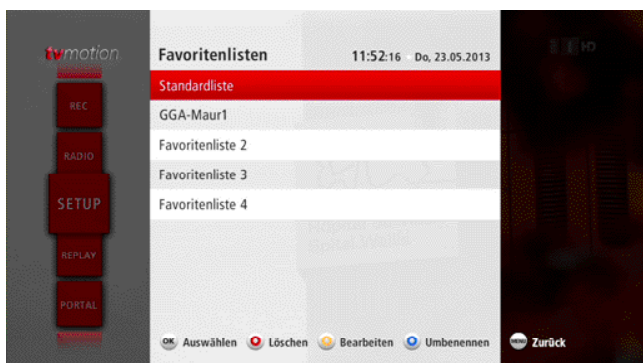 tvmotion
Favoritenlisten 11:52:16 Do, 23.05.2013
HD
Standardliste
REC
GGA-Maur1
RADIO
Favoritenliste 2
Favoritenliste 3
SETUP
Favoritenliste 4
REPLAY
PORTAL
OK Auswählen Löschen Bearbeiten Umbenennen MENU Zurück